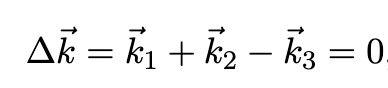 Δk⃗ = k⃗₁ + k⃗₂ − k⃗₃ = 0.